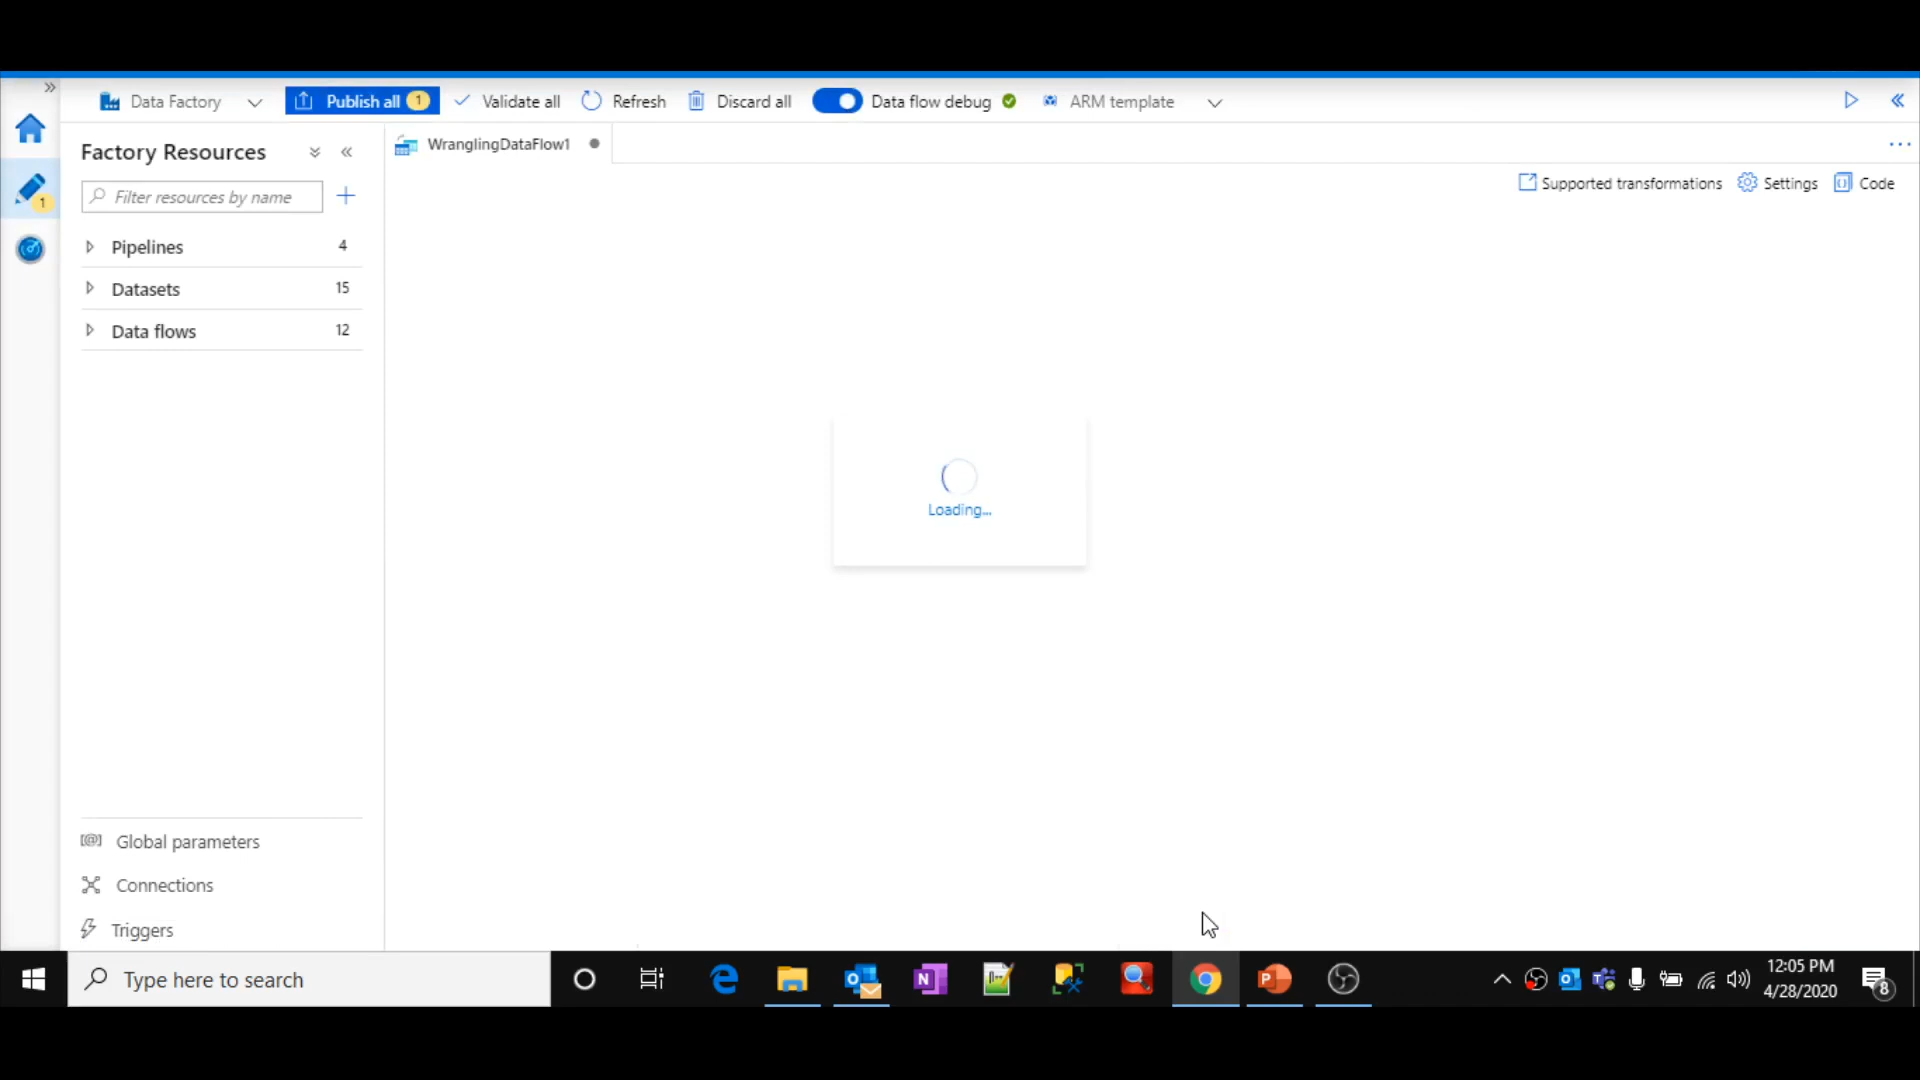 Data Factory
Publish all 1
Validate all
Refresh
Discard all
Data flow debug
ARM template
Factory Resources
WranglingDataFlow1
Filter resources by name
Supported transformations
Settings
Code
1
Pipelines 4
Datasets 15
Data flows 12
Loading...
Global parameters
Connections
Triggers
Type here to search
12:05 PM
4/28/2020
8